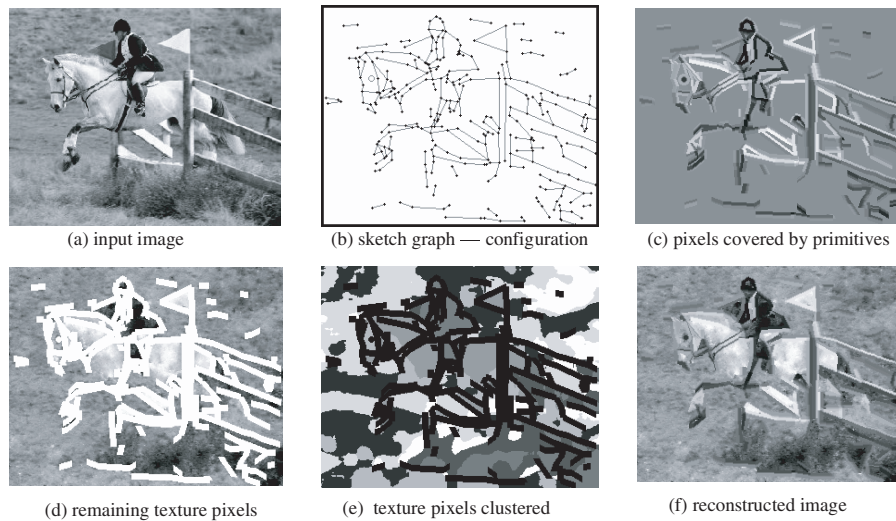 (a) input image
(b) sketch graph — configuration
(c) pixels covered by primitives
(d) remaining texture pixels
(e) texture pixels clustered
(f) reconstructed image